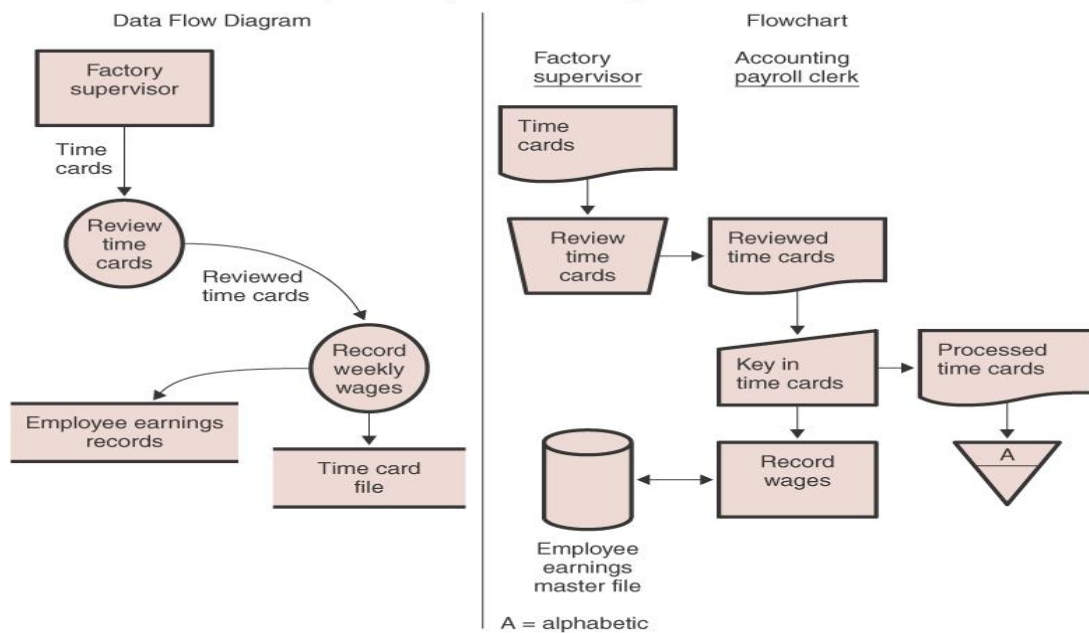 Data Flow Diagram
Factory
supervisor
Time
cards
Review
time
cards
Reviewed
time cards
Record
weekly
wages
Employee earnings
records
Time card
file
Flowchart
Factory
supervisor
Accounting
payroll clerk
Time
cards
Review
time
cards
Reviewed
time cards
Key in
time cards
Processed
time cards
A
Record
wages
Employee
earnings
master file
A = alphabetic